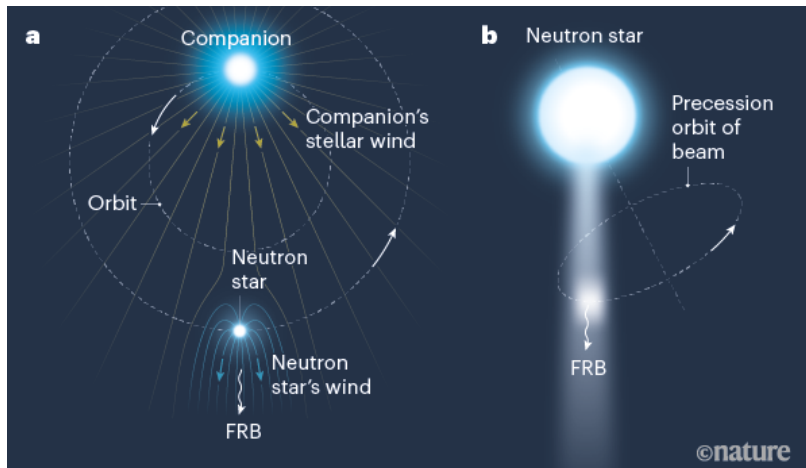 a
Companion
Companion's
stellar wind
Orbit
Neutron
star
Neutron
star's wind
FRB
b
Neutron star
Precession
orbit of
beam
FRB
©nature